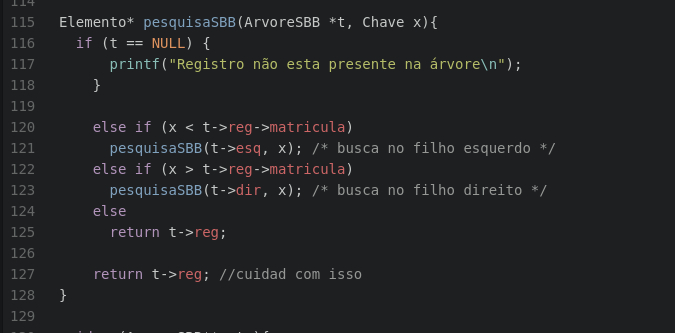 114
115 Elemento* pesquisaSBB(ArvoreSBB *t, Chave x){
116 if (t == NULL) {
117 printf("Registro não esta presente na árvore\n");
118 }
119
120 else if (x < t->reg->matricula)
121 pesquisaSBB(t->esq, x); /* busca no filho esquerdo */
122 else if (x > t->reg->matricula)
123 pesquisaSBB(t->dir, x); /* busca no filho direito */
124 else
125 return t->reg;
126
127 return t->reg; //cuidad com isso
128 }
129